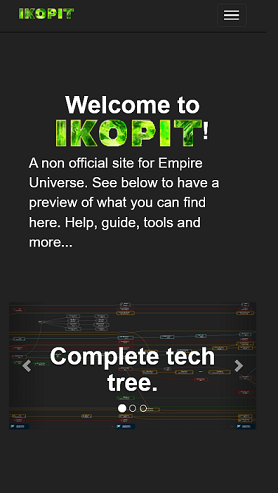 IKOPIT
Welcome to
IKOPIT!
A non official site for Empire
Universe. See below to have a
preview of what you can find
here. Help, guide, tools and
more...
Complete tech
tree.